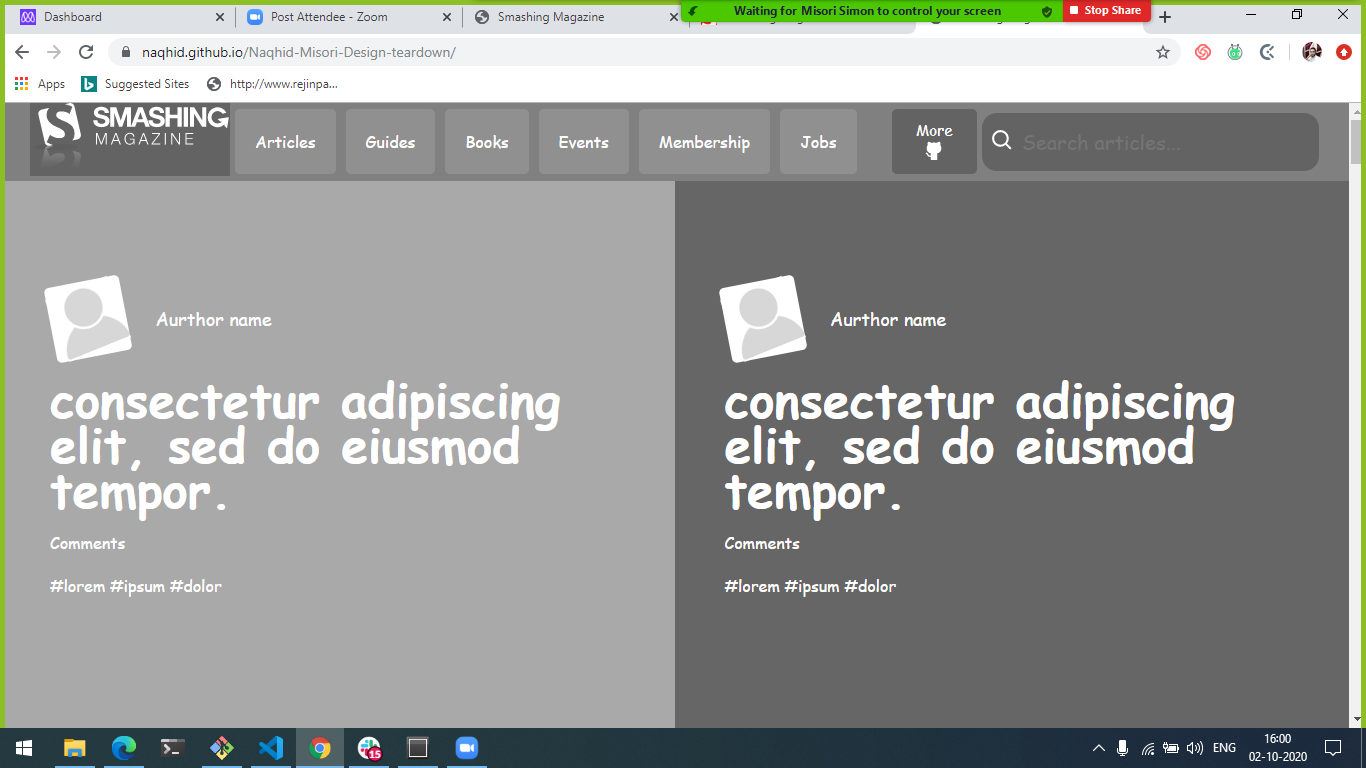 Dashboard
Post Attendee - Zoom
Smashing Magazine
Waiting for Misori Simon to control your screen
Stop Share
naqhid.github.io/Naqhid-Misori-Design-teardown/
Apps
Suggested Sites
http://www.rejinpa...
SMASHING
MAGAZINE
Articles
Guides
Books
Events
Membership
Jobs
More
Search articles...
Aurthor name
consectetur adipiscing
elit, sed do eiusmod
tempor.
Comments
#lorem #ipsum #dolor
Aurthor name
consectetur adipiscing
elit, sed do eiusmod
tempor.
Comments
#lorem #ipsum #dolor
15
ENG
16:00
02-10-2020